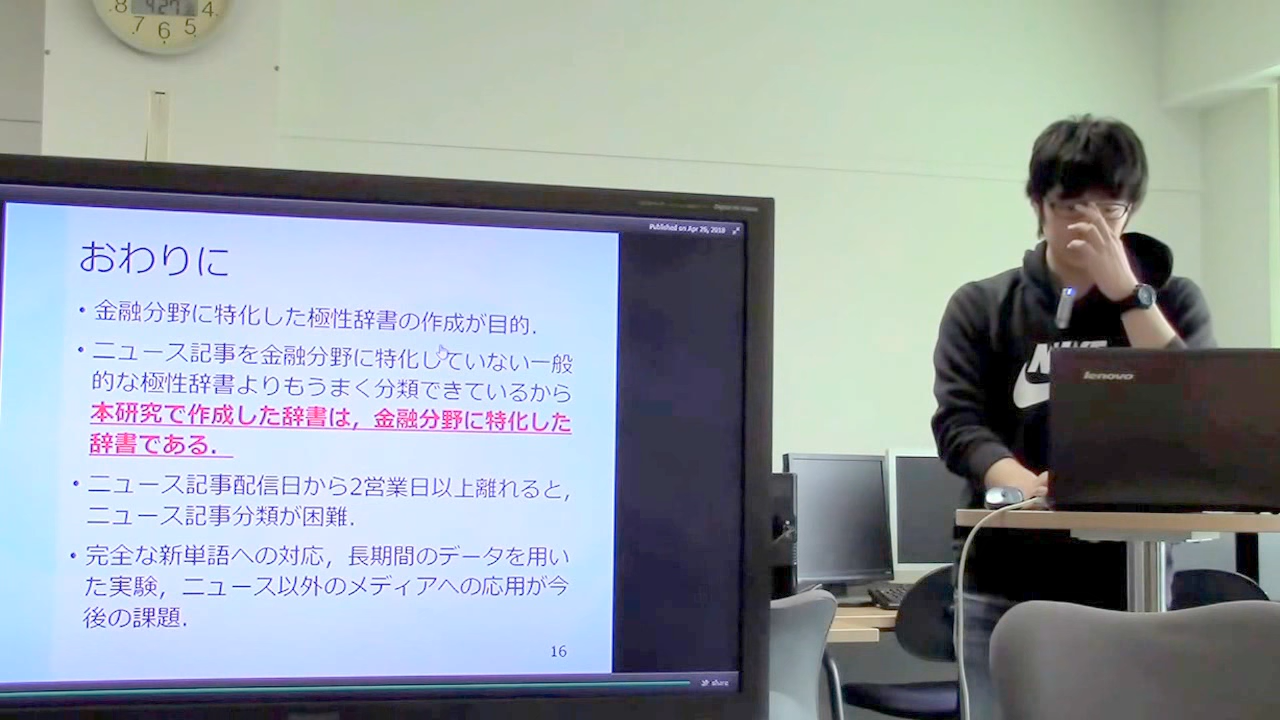 8 7 6 5 4
4 27
Published on Apr 26, 2018
おわりに
・金融分野に特化した極性辞書の作成が目的.
・ニュース記事を金融分野に特化していない一般
的な極性辞書よりもうまく分類できているから
本研究で作成した辞書は，金融分野に特化した
辞書である．
・ニュース記事配信日から2営業日以上離れると，
ニュース記事分類が困難.
・完全な新単語への対応，長期間のデータを用い
た実験，ニュース以外のメディアへの応用が今
後の課題.
16
share
NIKE
lenovo